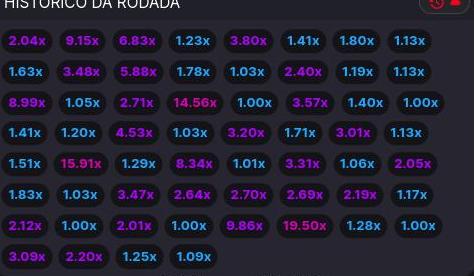 HISTÓRICO DA RODADA
2.04x 9.15x 6.83x 1.23x 3.80x 1.41x 1.80x 1.13x
1.63x 3.48x 5.88x 1.78x 1.03x 2.40x 1.19x 1.13x
8.99x 1.05x 2.71x 14.56x 1.00x 3.57x 1.40x 1.00x
1.41x 1.20x 4.53x 1.03x 3.20x 1.71x 3.01x 1.13x
1.51x 15.91x 1.29x 8.34x 1.01x 3.31x 1.06x 2.05x
1.83x 1.03x 3.47x 2.64x 2.70x 2.69x 2.19x 1.17x
2.12x 1.00x 2.01x 1.00x 9.86x 19.50x 1.28x 1.00x
3.09x 2.20x 1.25x 1.09x